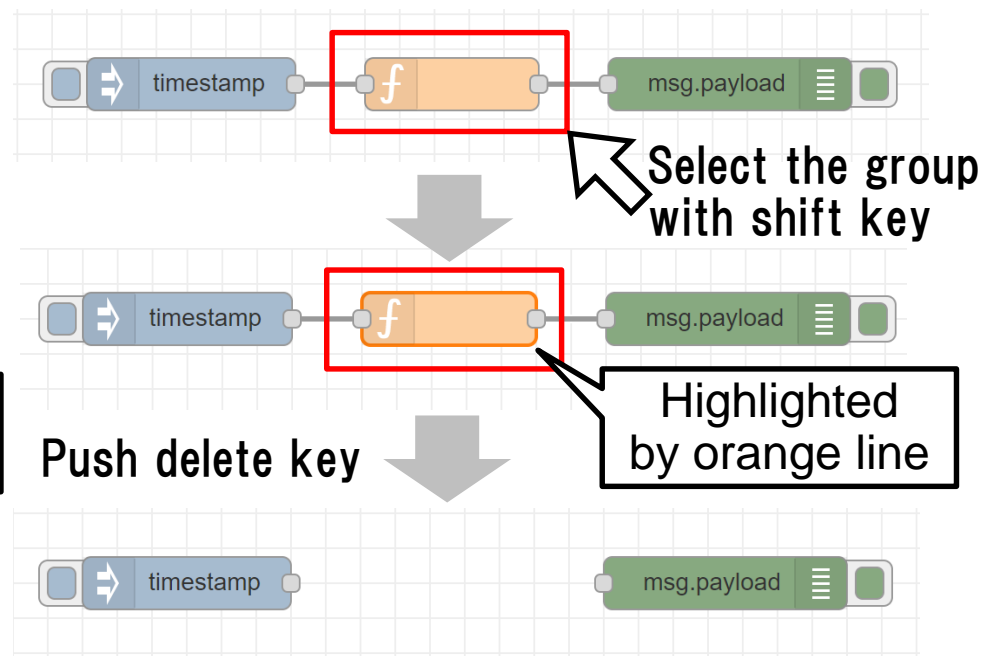 timestamp
f
msg.payload
Select the group
with shift key
timestamp
f
msg.payload
Highlighted
by orange line
Push delete key
timestamp
msg.payload